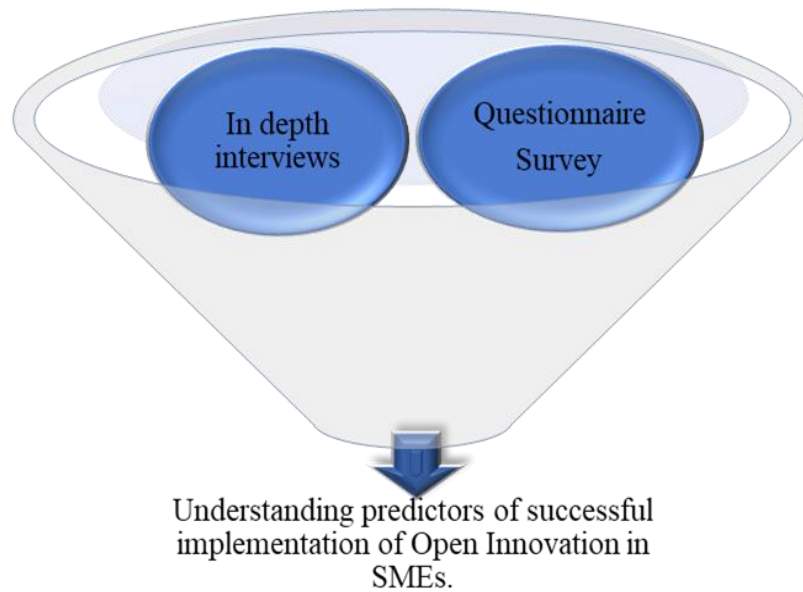 In depth
interviews
Questionnaire
Survey
Understanding predictors of successful
implementation of Open Innovation in
SMEs.